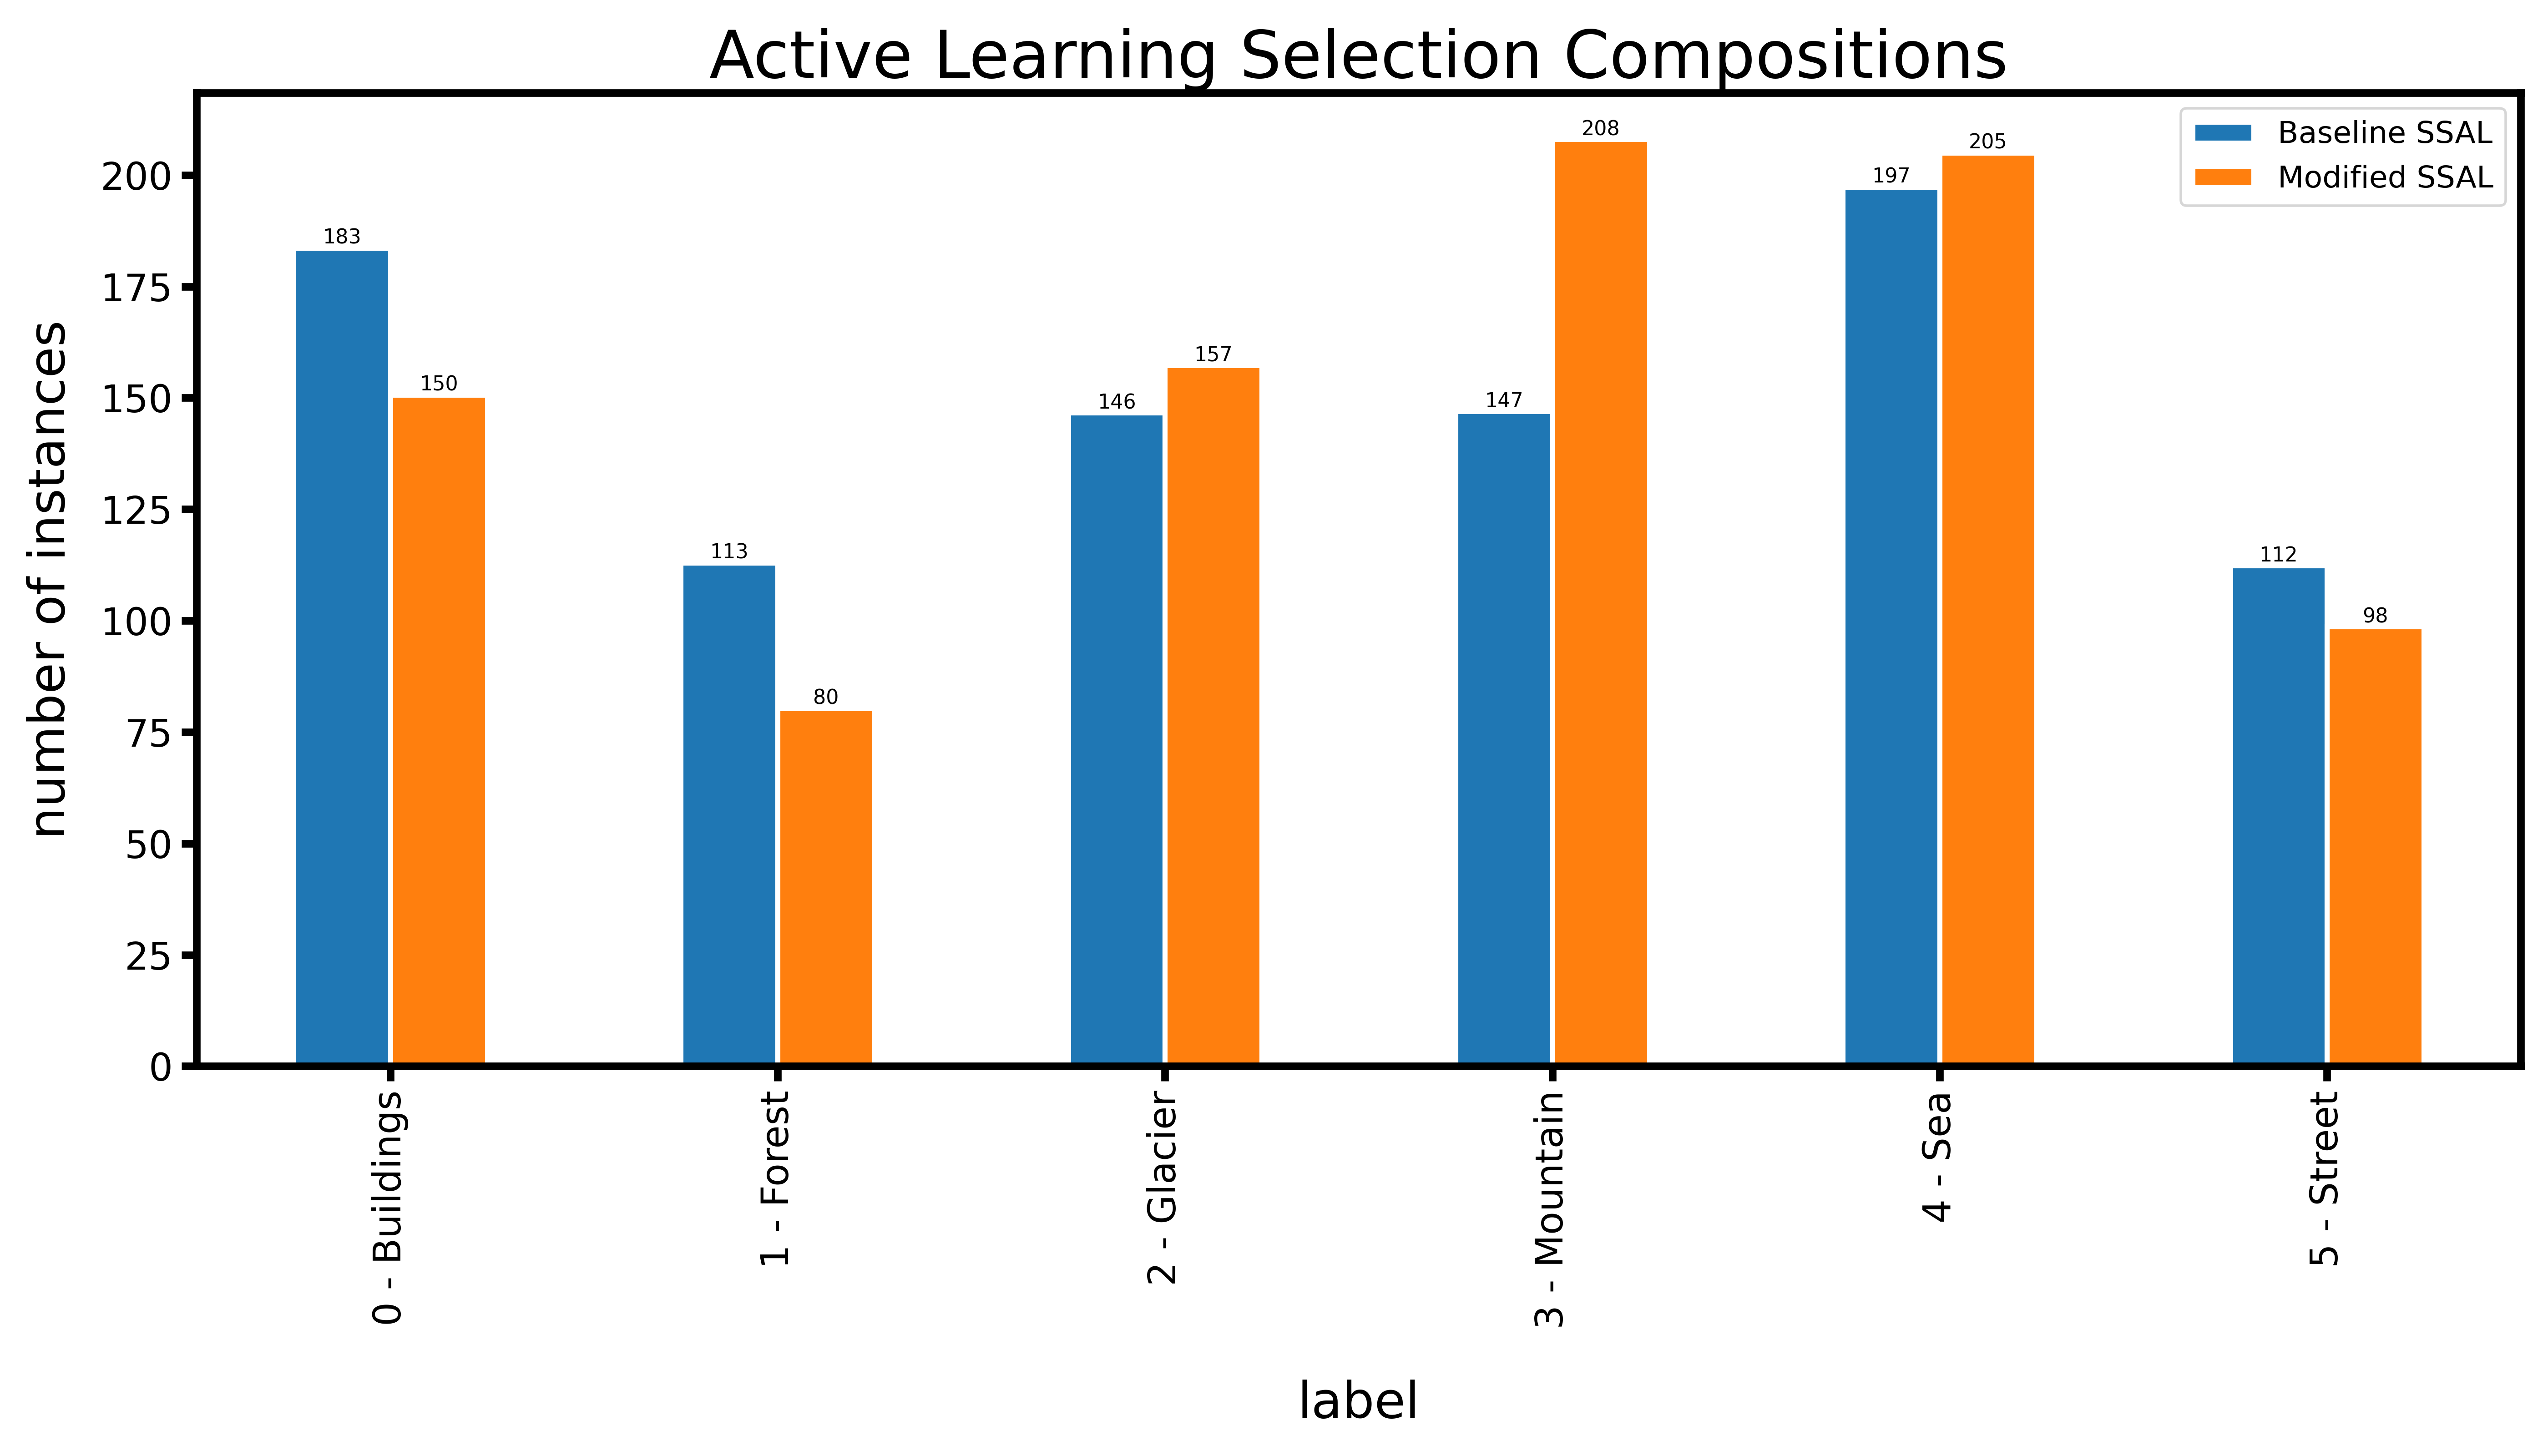 Active Learning Selection Compositions
Baseline SSAL
Modified SSAL
number of instances
200
175
150
125
100
75
50
25
0
183
150
113
80
146
157
147
208
197
205
112
98
0 - Buildings
1 - Forest
2 - Glacier
3 - Mountain
4 - Sea
5 - Street
label